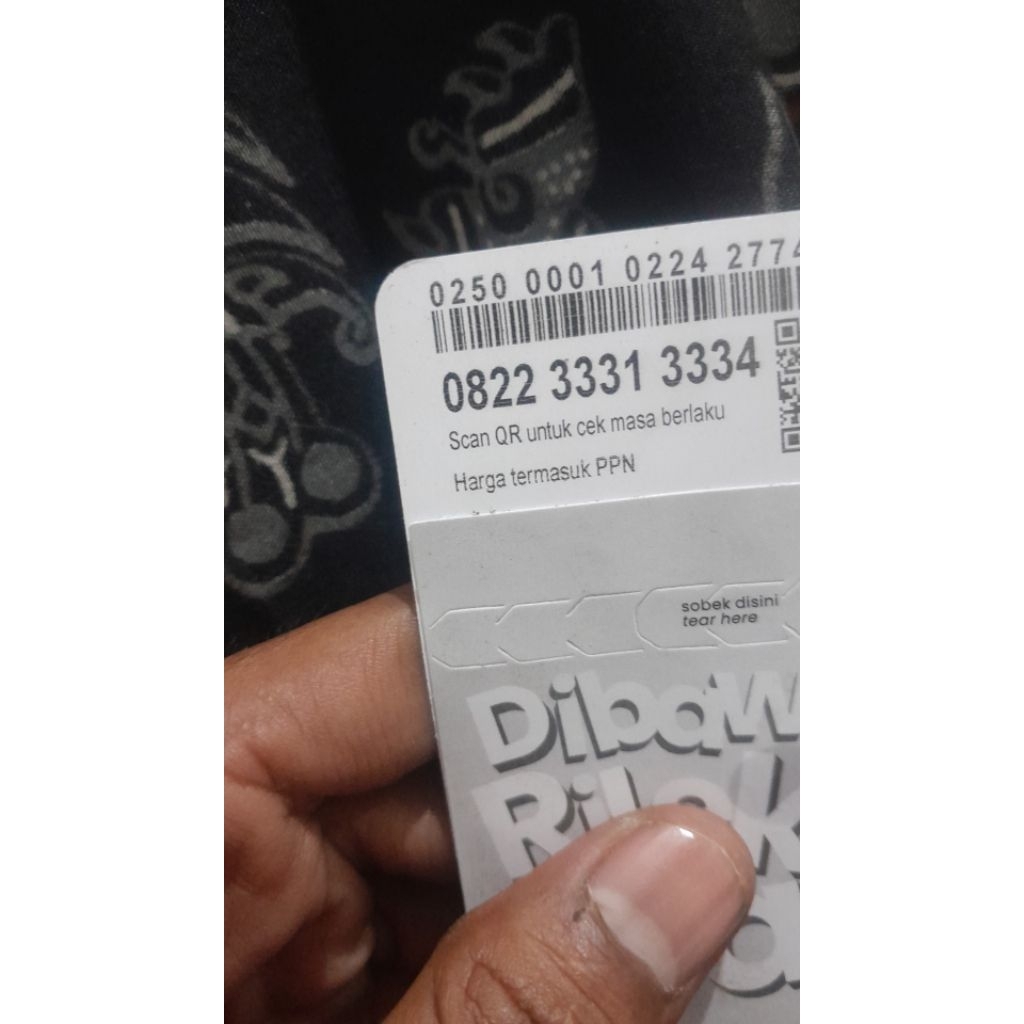 0250 0001 0224 2774
0822 3331 3334
Scan QR untuk cek masa berlaku
Harga termasuk PPN
sobek disini
tear here